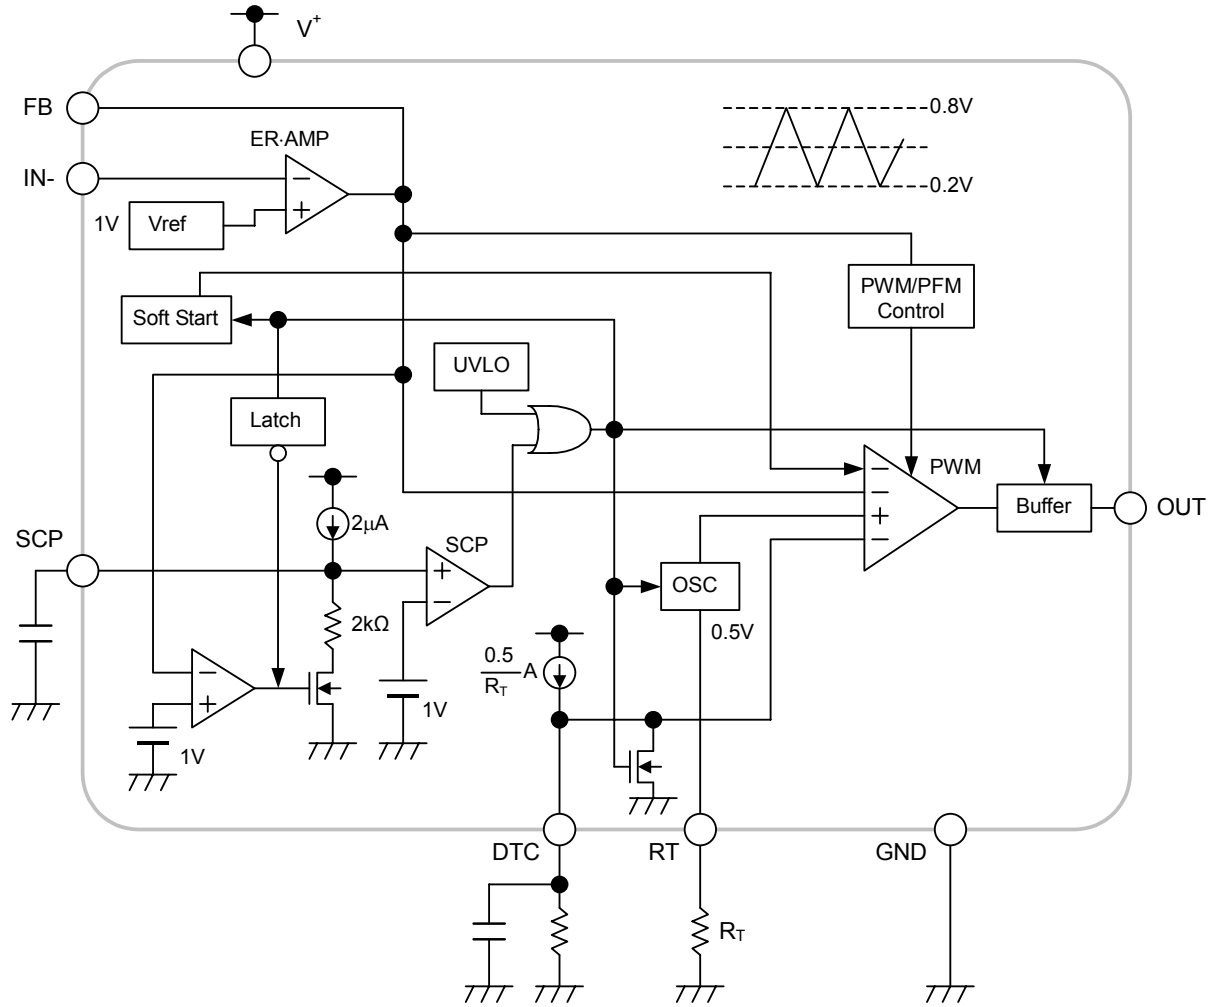 V+
FB
ER·AMP
0.8V
IN-
0.2V
1V
Vref
PWM/PFM
Control
Soft Start
UVLO
Latch
PWM
Buffer
OUT
2μA
SCP
SCP
OSC
2kΩ
0.5V
0.5
RT
A
1V
1V
DTC
RT
GND
RT
+
−
−
+
+
−
−
−
+
−
−
+